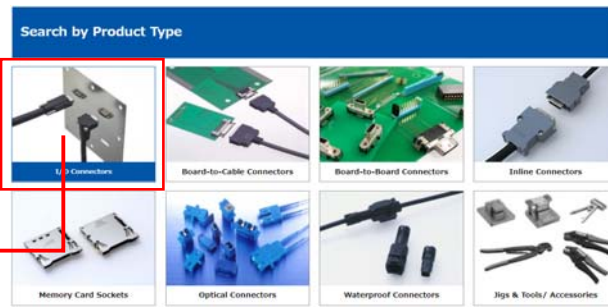 Search by Product Type
I/O Connectors
Board-to-Cable Connectors
Board-to-Board Connectors
Inline Connectors
Memory Card Sockets
Optical Connectors
Waterproof Connectors
Jigs & Tools/ Accessories